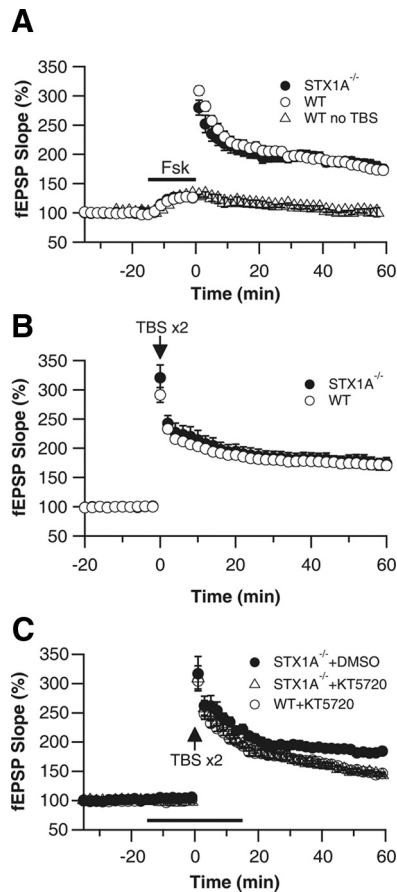 A
350
300
250
200
150
100
50
fEPSP Slope (%)
STX1A-/-
WT
WT no TBS
Fsk
-20 0 20 40 60
Time (min)
B
TBS x2
350
300
250
200
150
100
50
fEPSP Slope (%)
STX1A-/-
WT
-20 0 20 40 60
Time (min)
C
350
300
250
200
150
100
50
fEPSP Slope (%)
STX1A-/-+DMSO
STX1A-/-+KT5720
WT+KT5720
TBS x2
-20 0 20 40 60
Time (min)